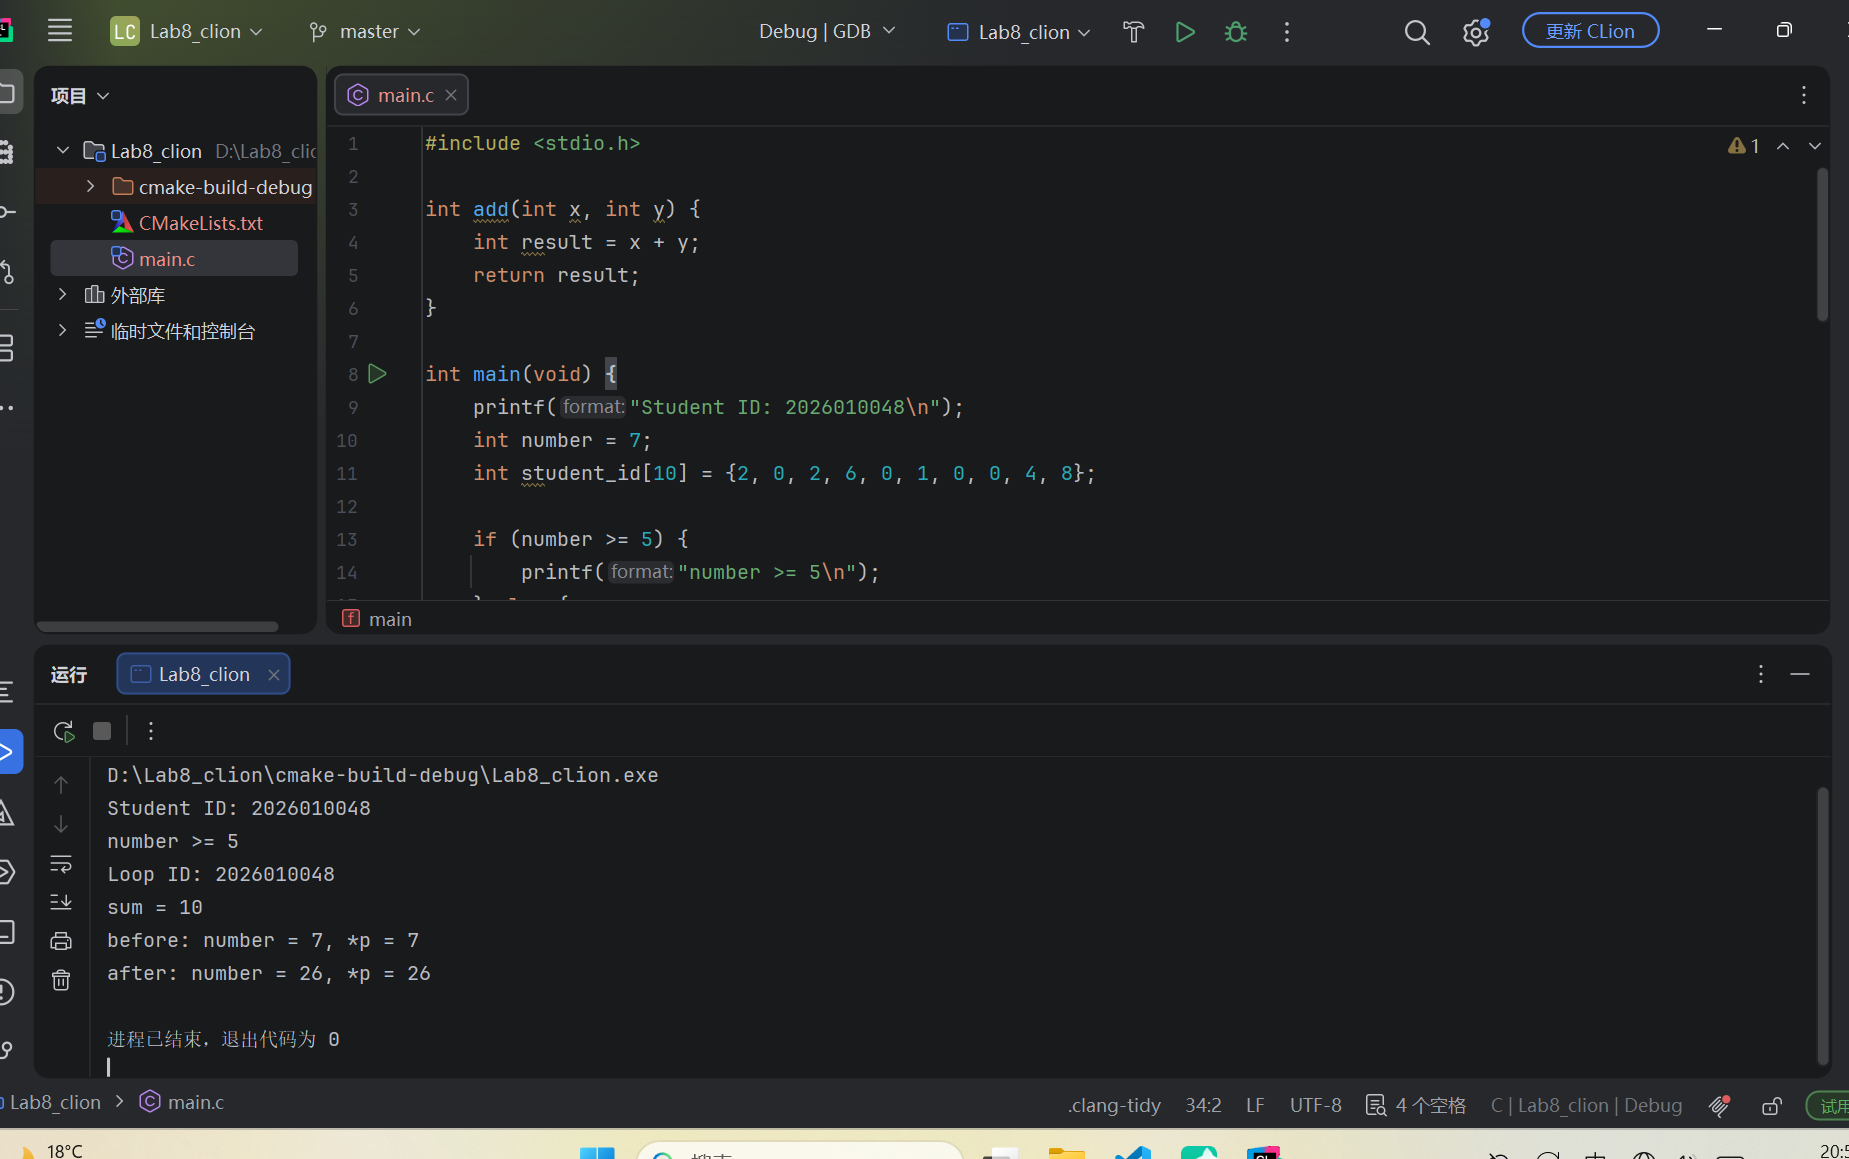 LC Lab8_clion master Debug | GDB Lab8_clion 更新 CLion
项目
main.c
Lab8_clion D:\Lab8_clic
cmake-build-debug
CMakeLists.txt
main.c
外部库
临时文件和控制台
1 #include <stdio.h>
1
2
3 int add(int x, int y) {
4 int result = x + y;
5 return result;
6 }
7
8 int main(void) {
9 printf(format:"Student ID: 2026010048\n");
10 int number = 7;
11 int student_id[10] = {2, 0, 2, 6, 0, 1, 0, 0, 4, 8};
12
13 if (number >= 5) {
14 printf(format:"number >= 5\n");
main
运行 Lab8_clion
D:\Lab8_clion\cmake-build-debug\Lab8_clion.exe
Student ID: 2026010048
number >= 5
Loop ID: 2026010048
sum = 10
before: number = 7, *p = 7
after: number = 26, *p = 26
进程已结束，退出代码为 0
Lab8_clion main.c .clang-tidy 34:2 LF UTF-8 4 个空格 C | Lab8_clion | Debug 试用
18°C